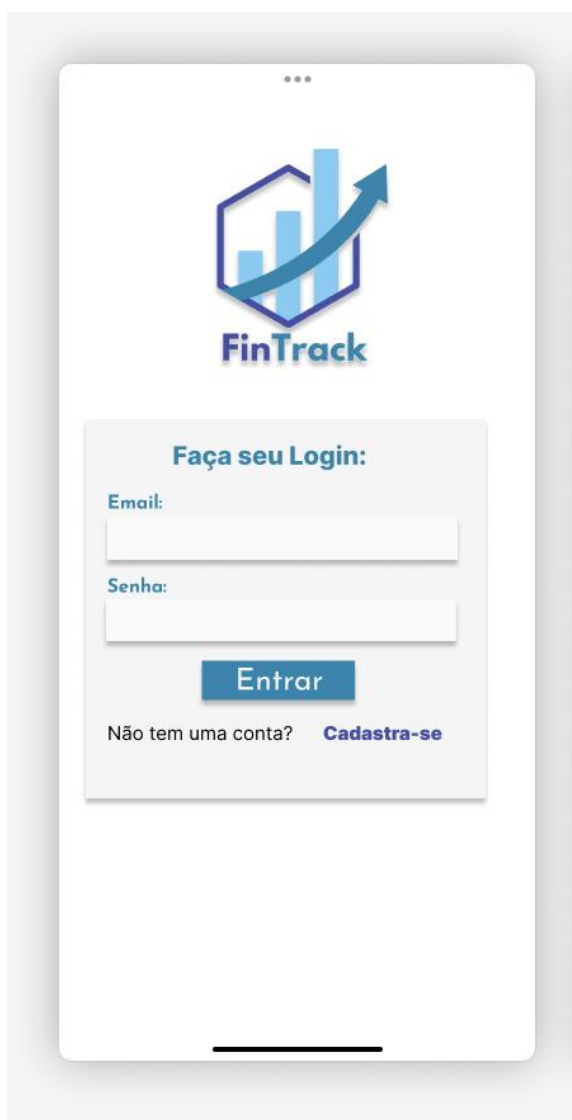 FinTrack
Faça seu Login:
Email:
Senha:
Entrar
Não tem uma conta? Cadastra-se